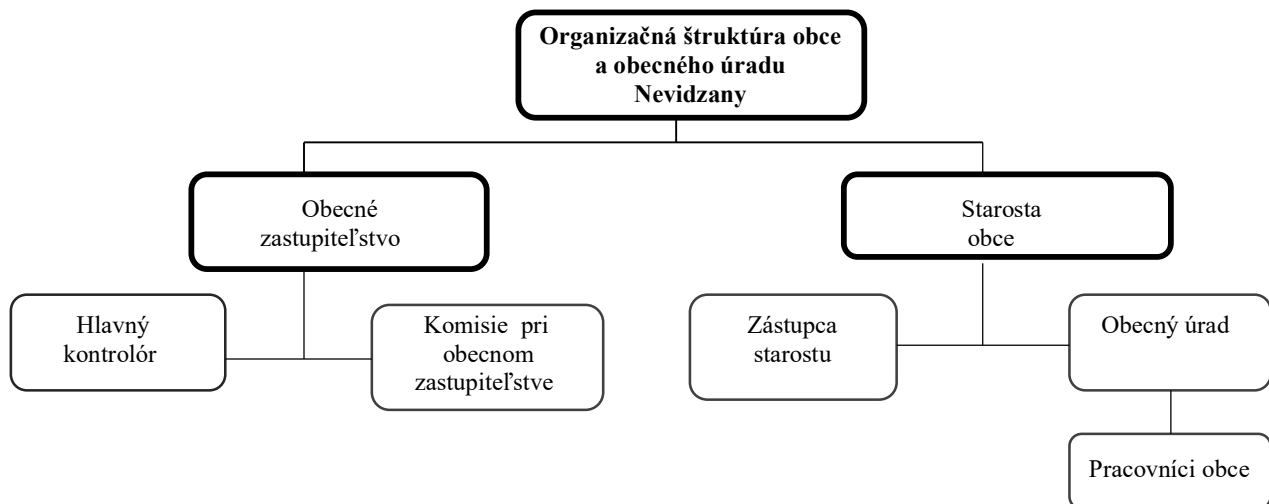 Organizačná štruktúra obce
a obecného úradu
Nevidzany
Obecné
zastupiteľstvo
Starosta
obce
Hlavný
kontrolór
Komisie pri
obecnom
zastupiteľstve
Zástupca
starostu
Obecný úrad
Pracovníci obce